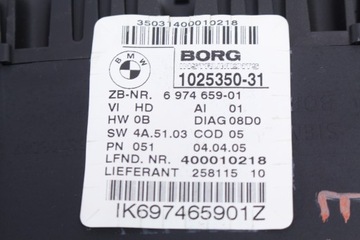 35031400010218
BMW
BORG
INSTRUMENTS
1025350-31
ZB-NR. 6 974 659-01
VI HD AI 01
HW 0B DIAG 08D0
SW 4A.51.03 COD 05
PN 051 04.04.05
LFND. NR. 400010218
LIEFERANT 258115 10
IK697465901Z